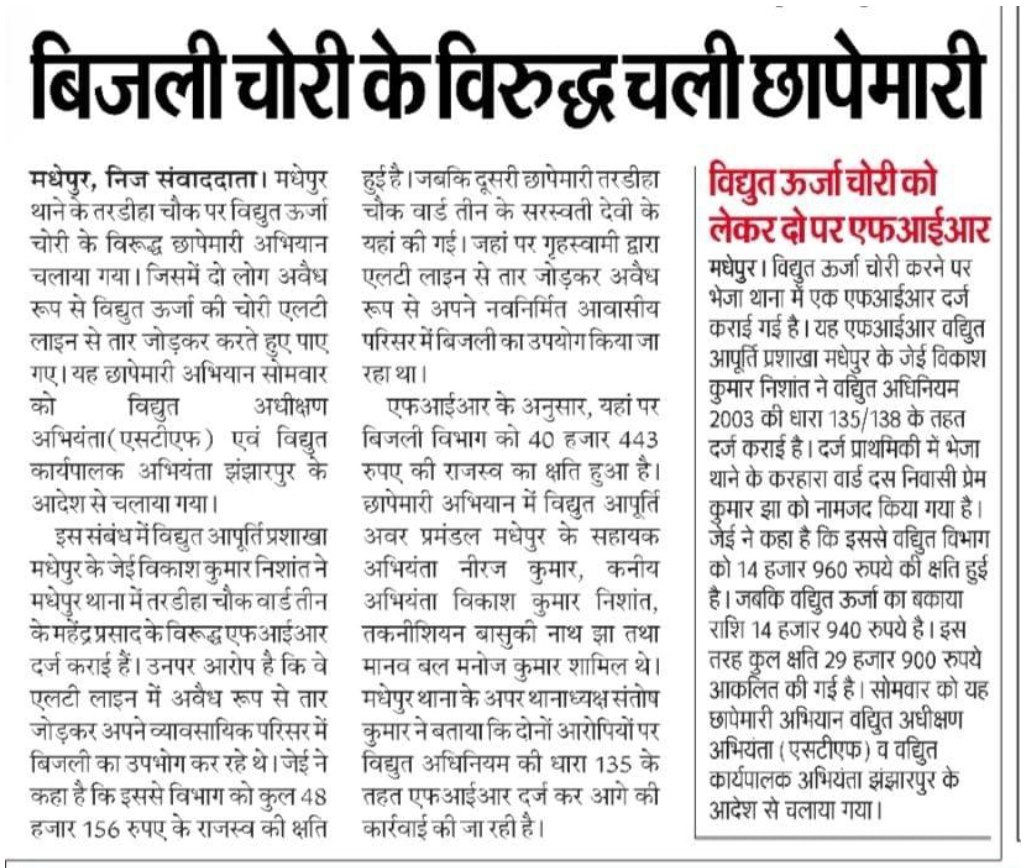 बिजली चोरी के विरुद्ध चली छापेमारी
मधेपुर, निज संवाददाता। मधेपुर
थाने के तरडीहा चौक पर विद्युत ऊर्जा
चोरी के विरूद्ध छापेमारी अभियान
चलाया गया। जिसमें दो लोग अवैध
रूप से विद्युत ऊर्जा की चोरी एलटी
लाइन से तार जोड़कर करते हुए पाए
गए। यह छापेमारी अभियान सोमवार
को विद्युत अधीक्षण
अभियंता(एसटीएफ) एवं विद्युत
कार्यपालक अभियंता झंझारपुर के
आदेश से चलाया गया।
इस संबंध में विद्युत आपूर्ति प्रशाखा
मधेपुर के जेई विकाश कुमार निशांत ने
मधेपुर थाना में तरडीहा चौक वार्ड तीन
के महेंद्र प्रसाद के विरूद्ध एफआईआर
दर्ज कराई हैं। उनपर आरोप है कि वे
एलटी लाइन में अवैध रूप से तार
जोड़कर अपने व्यावसायिक परिसर में
बिजली का उपभोग कर रहे थे। जेई ने
कहा है कि इससे विभाग को कुल 48
हजार 156 रुपए के राजस्व की क्षति
हुई है। जबकि दूसरी छापेमारी तरडीहा
चौक वार्ड तीन के सरस्वती देवी के
यहां की गई। जहां पर गृहस्वामी द्वारा
एलटी लाइन से तार जोड़कर अवैध
रूप से अपने नवनिर्मित आवासीय
परिसर में बिजली का उपयोग किया जा
रहा था।
एफआईआर के अनुसार, यहां पर
बिजली विभाग को 40 हजार 443
रुपए की राजस्व का क्षति हुआ है।
छापेमारी अभियान में विद्युत आपूर्ति
अवर प्रमंडल मधेपुर के सहायक
अभियंता नीरज कुमार, कनीय
अभियंता विकाश कुमार निशांत,
तकनीशियन बासुकी नाथ झा तथा
मानव बल मनोज कुमार शामिल थे।
मधेपुर थाना के अपर थानाध्यक्ष संतोष
कुमार ने बताया कि दोनों आरोपियों पर
विद्युत अधिनियम की धारा 135 के
तहत एफआईआर दर्ज कर आगे की
कार्रवाई की जा रही है।
विद्युत ऊर्जा चोरी को
लेकर दो पर एफआईआर
मधेपुर। विद्युत ऊर्जा चोरी करने पर
भेजा थाना में एक एफआईआर दर्ज
कराई गई है। यह एफआईआर वद्युित
आपूर्ति प्रशाखा मधेपुर के जेई विकाश
कुमार निशांत ने वद्युित अधिनियम
2003 की धारा 135/138 के तहत
दर्ज कराई है। दर्ज प्राथमिकी में भेजा
थाने के करहारा वार्ड दस निवासी प्रेम
कुमार झा को नामजद किया गया है।
जेई ने कहा है कि इससे वद्युित विभाग
को 14 हजार 960 रुपये की क्षति हुई
है। जबकि वद्युित ऊर्जा का बकाया
राशि 14 हजार 940 रुपये है। इस
तरह कुल क्षति 29 हजार 900 रुपये
आकलित की गई है। सोमवार को यह
छापेमारी अभियान वद्युित अधीक्षण
अभियंता (एसटीएफ) व वद्युित
कार्यपालक अभियंता झंझारपुर के
आदेश से चलाया गया।